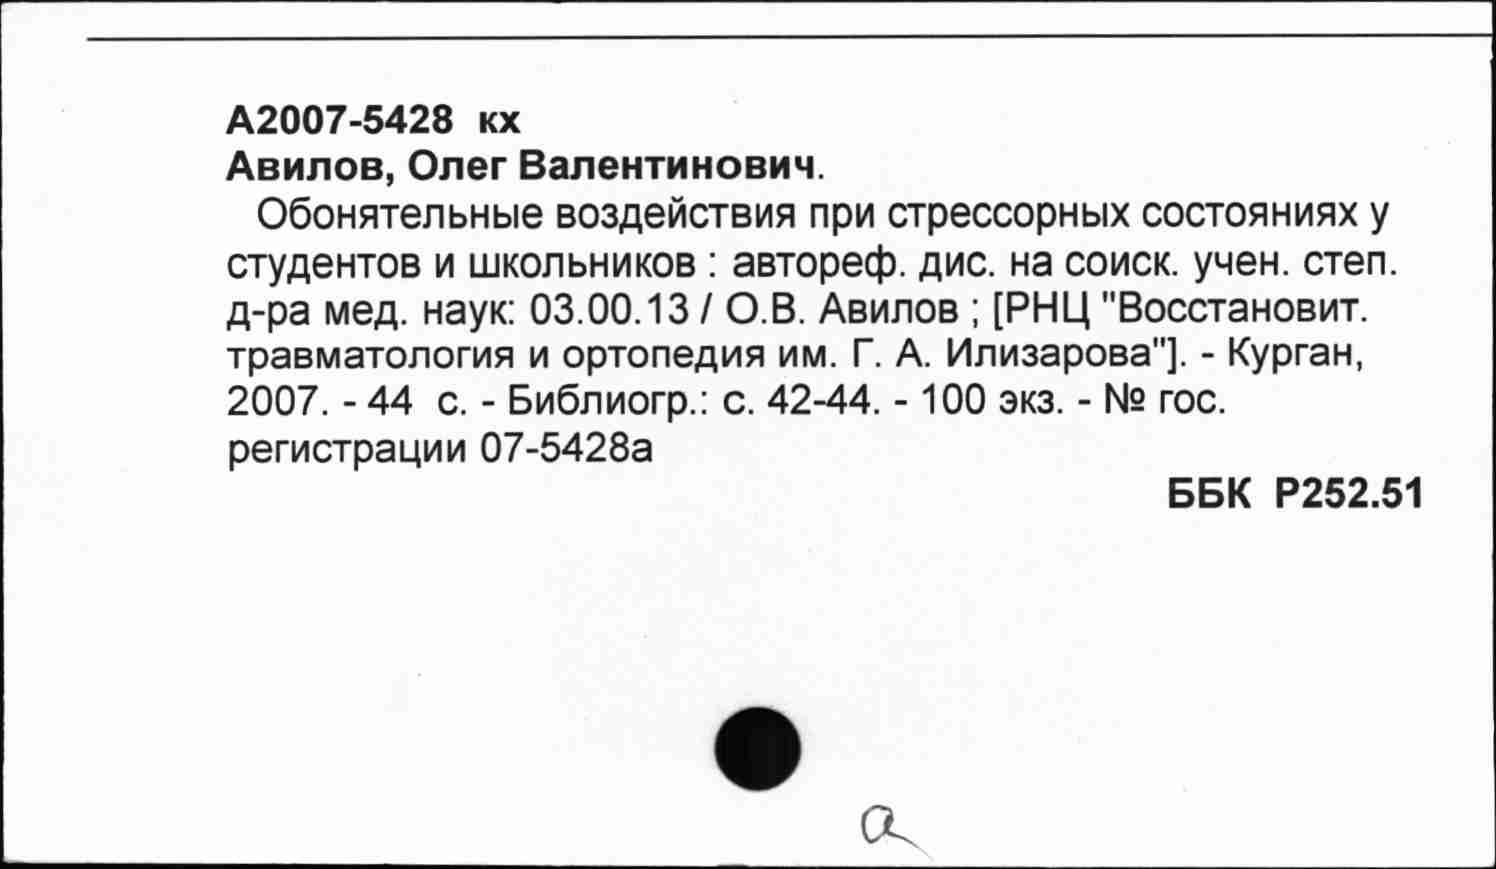 А2007-5428 кх
Авилов, Олег Валентинович.
Обонятельные воздействия при стрессорных состояниях у
студентов и школьников : автореф. дис. на соиск. учен. степ.
д-ра мед. наук: 03.00.13 / О.В. Авилов ; [РНЦ "Восстановит.
травматология и ортопедия им. Г. А. Илизарова"]. - Курган,
2007. - 44 с. - Библиогр.: с. 42-44. - 100 экз. - № гос.
регистрации 07-5428а
ББК Р252.51
а